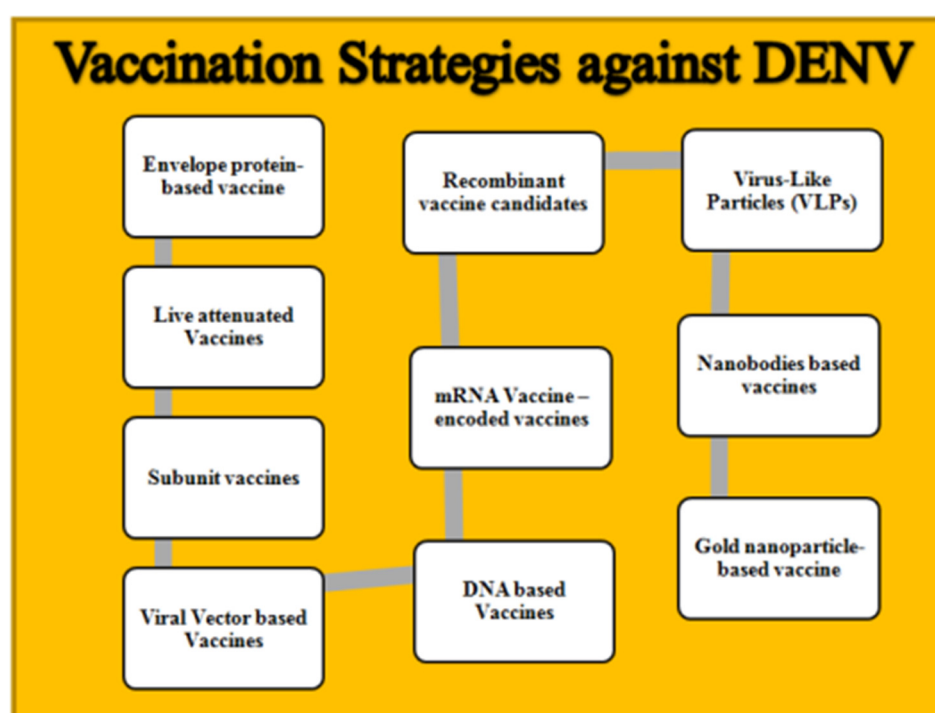 Vaccination Strategies against DENV
Envelope protein-
based vaccine
Live attenuated
Vaccines
Subunit vaccines
Viral Vector based
Vaccines
DNA based
Vaccines
mRNA Vaccine –
encoded vaccines
Recombinant
vaccine candidates
Virus-Like
Particles (VLPs)
Nanobodies based
vaccines
Gold nanoparticle-
based vaccine